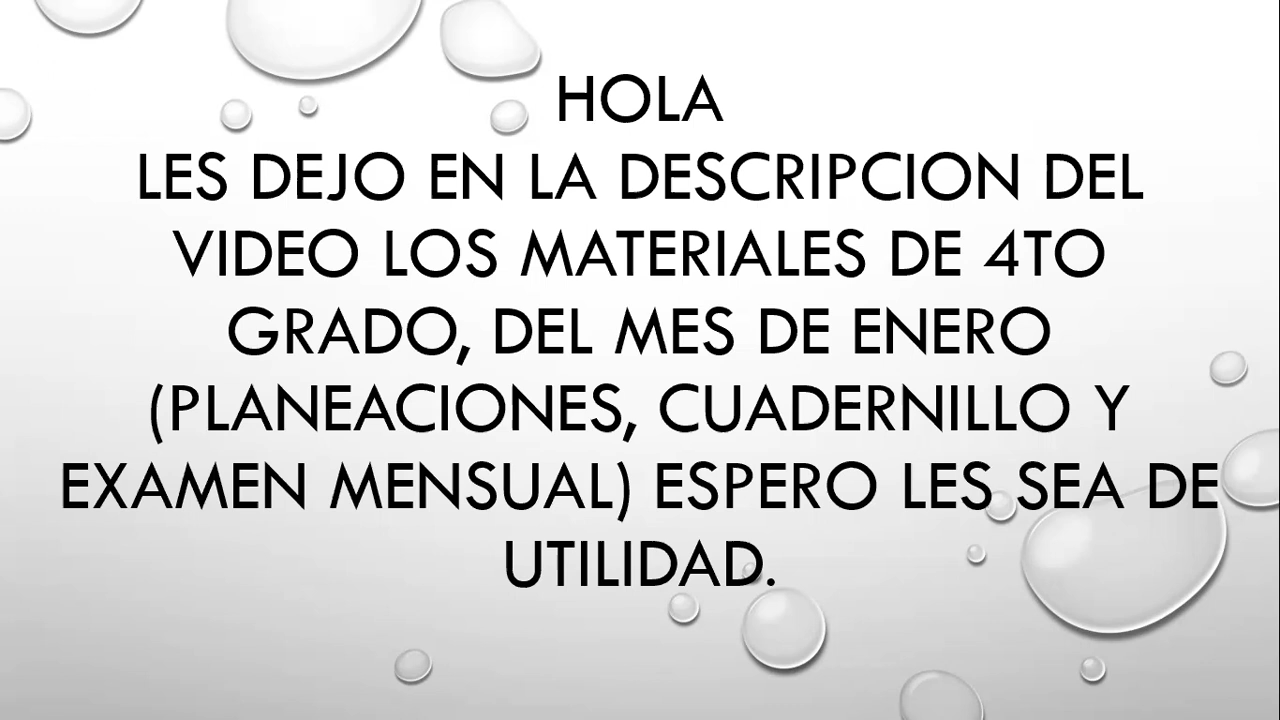 HOLA
LES DEJO EN LA DESCRIPCION DEL
VIDEO LOS MATERIALES DE 4TO
GRADO, DEL MES DE ENERO
(PLANEACIONES, CUADERNILLO Y
EXAMEN MENSUAL) ESPERO LES SEA DE
UTILIDAD.